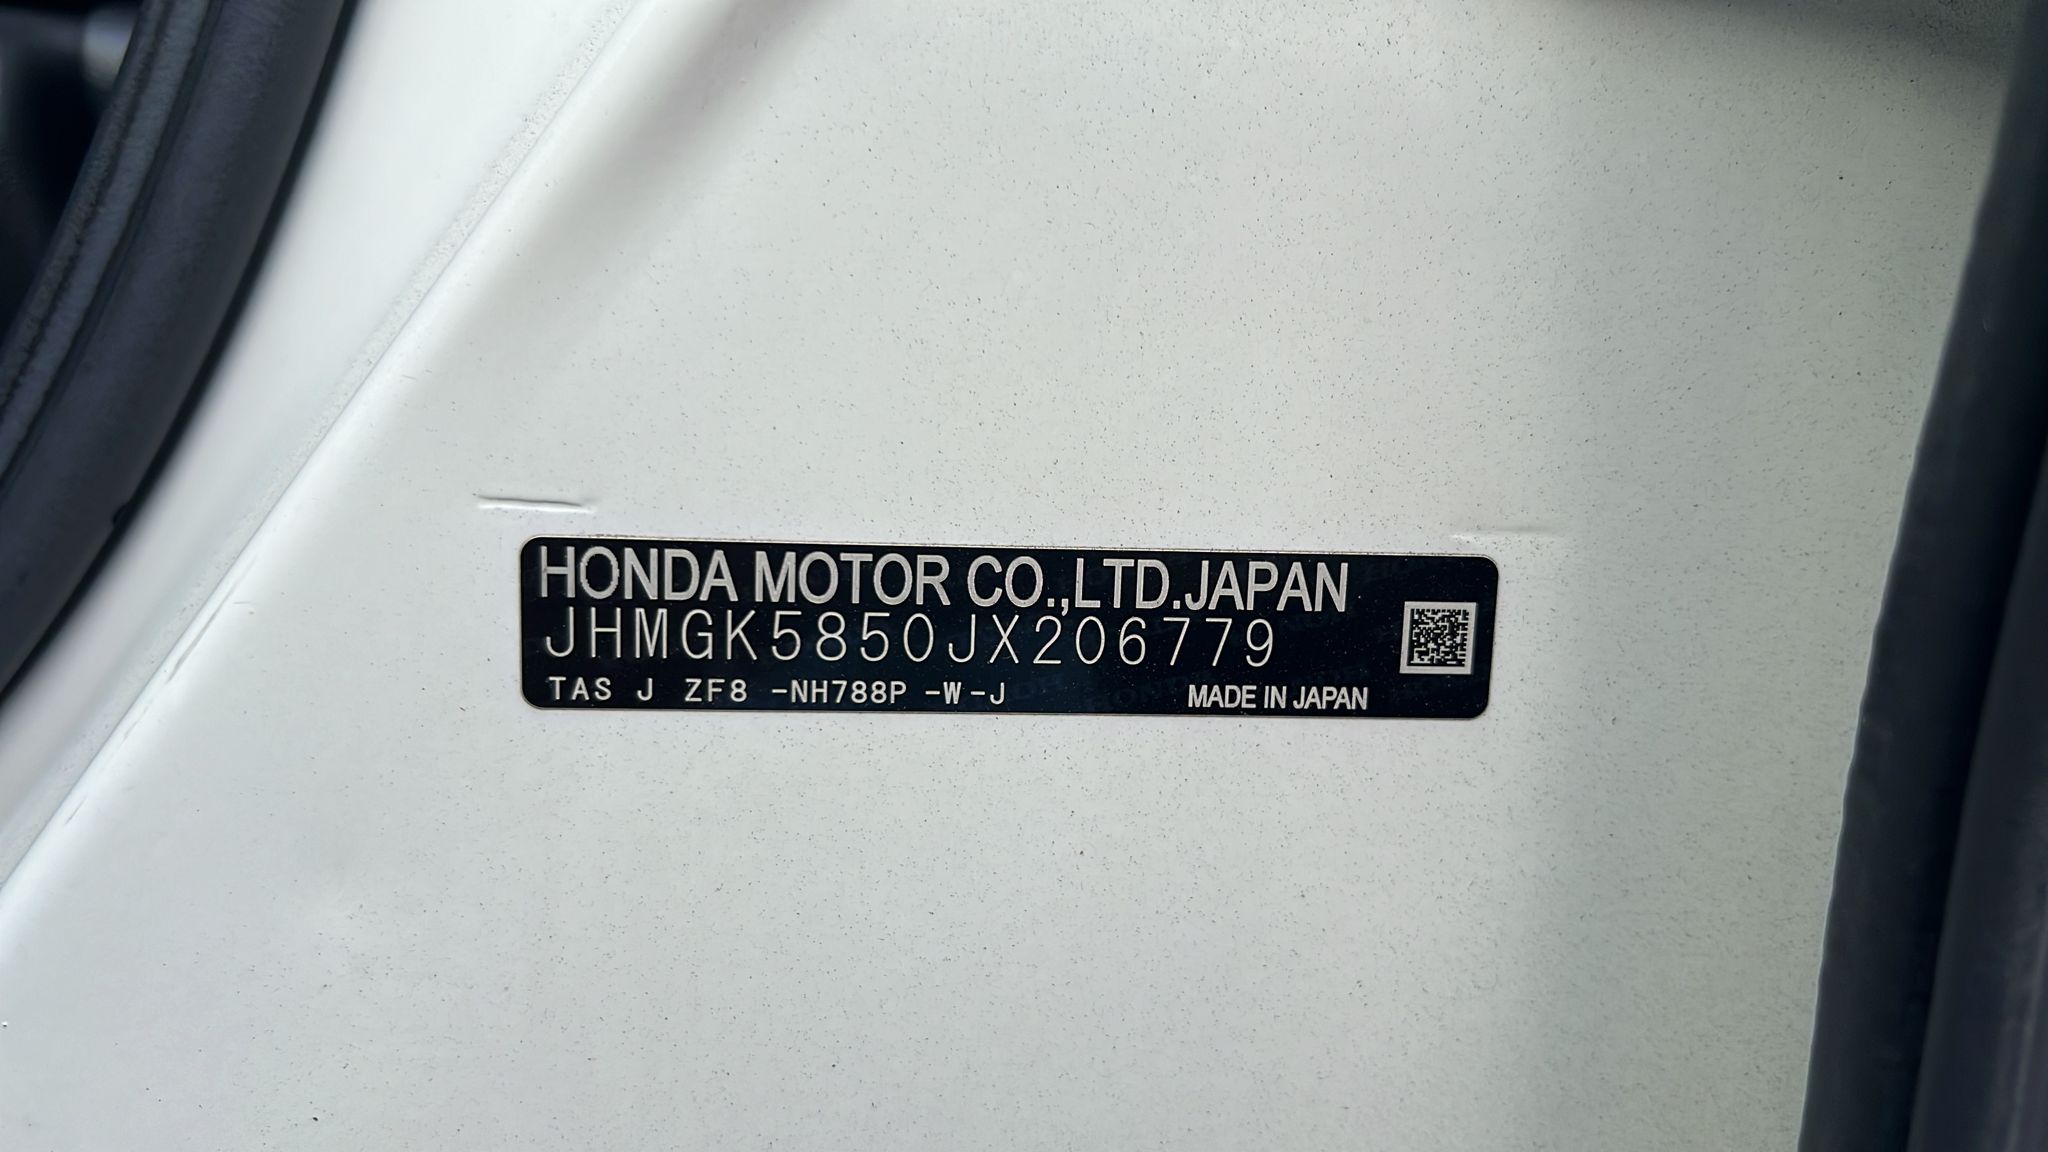 HONDA MOTOR CO.,LTD.JAPAN
JHMGK5850JX206779
TAS J ZF8 -NH788P -W-J MADE IN JAPAN